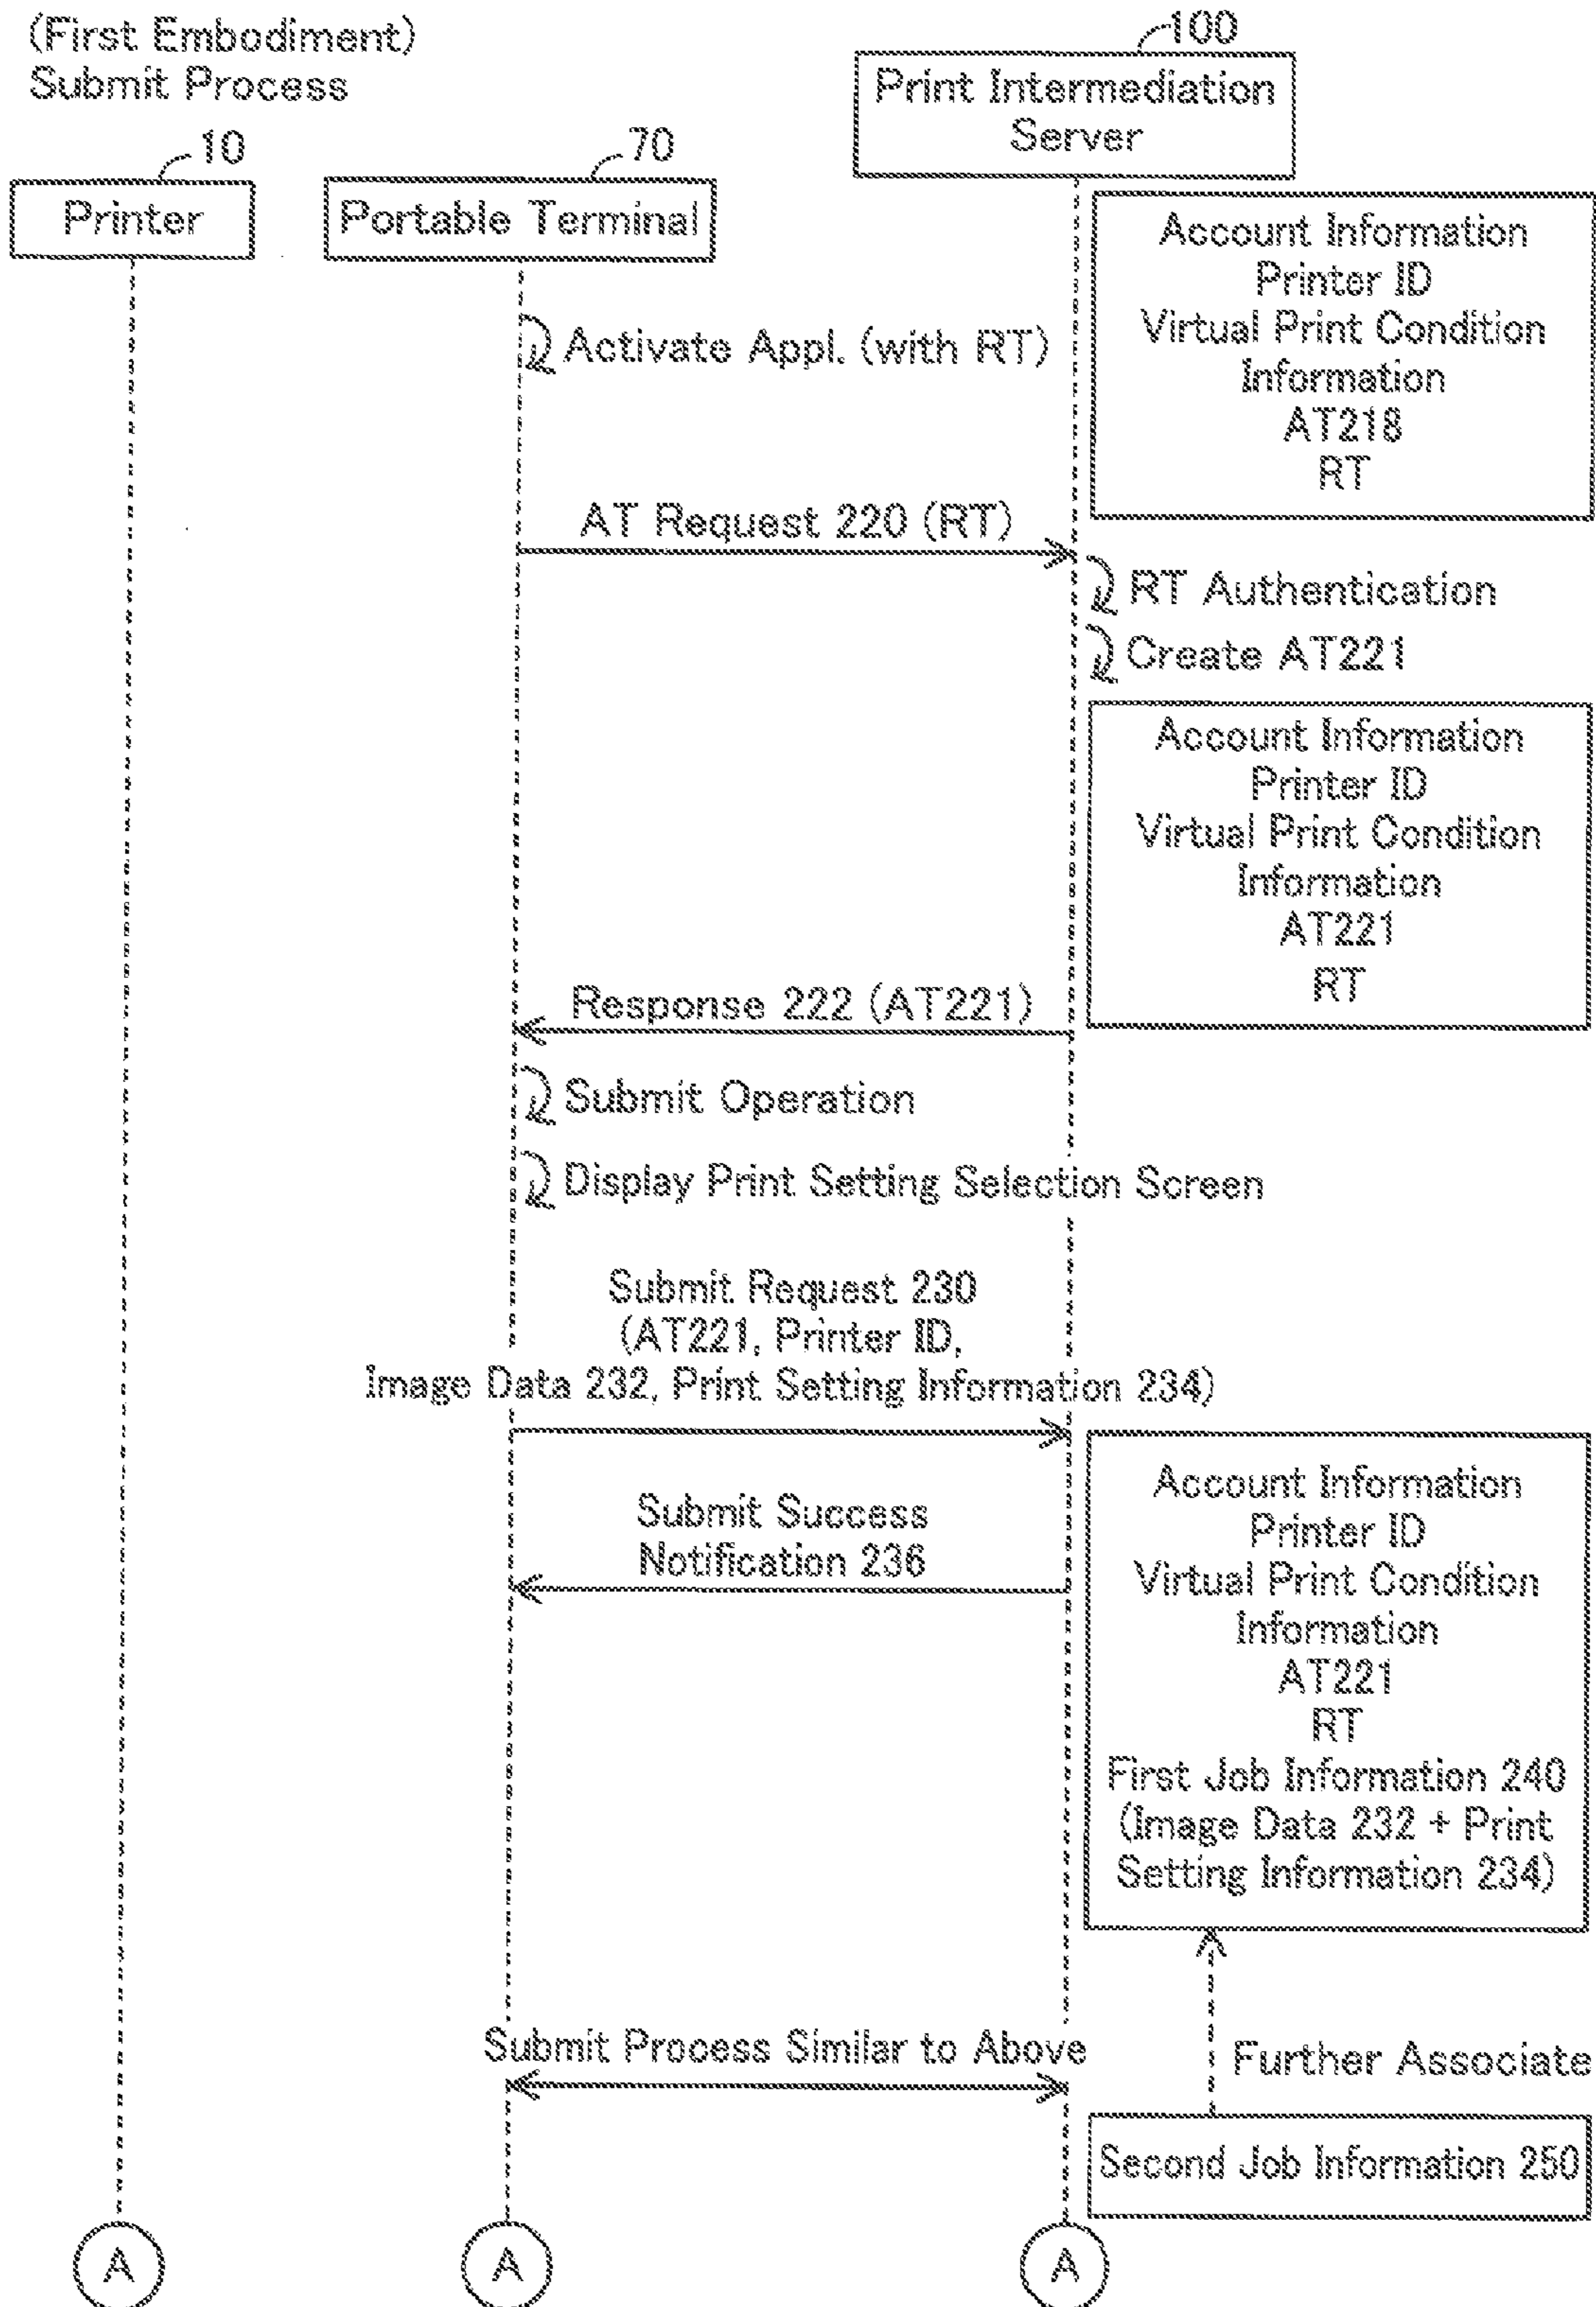 (First Embodiment)
Submit Process
100
Print Intermediation
Server
10
Printer
70
Portable Terminal
Account Information
Printer ID
Virtual Print Condition
Information
AT218
RT
Activate Appl. (with RT)
AT Request 220 (RT)
RT Authentication
Create AT221
Account Information
Printer ID
Virtual Print Condition
Information
AT221
RT
Response 222 (AT221)
Submit Operation
Display Print Setting Selection Screen
Submit Request 230
(AT221, Printer ID,
Image Data 232, Print Setting Information 234)
Submit Success
Notification 236
Account Information
Printer ID
Virtual Print Condition
Information
AT221
RT
First Job Information 240
(Image Data 232 + Print
Setting Information 234)
Submit Process Similar to Above
Further Associate
Second Job Information 250
A
A
A